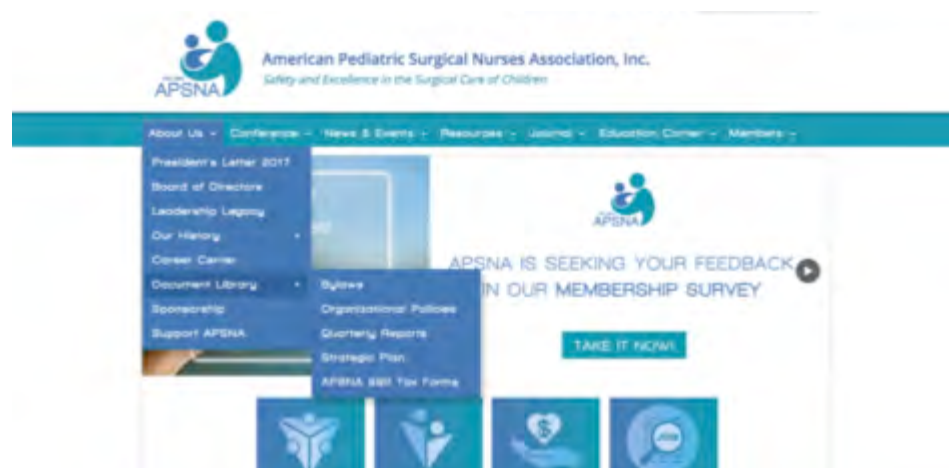 American Pediatric Surgical Nurses Association, Inc.
Safety and Excellence in the Surgical Care of Children
APSNA
About Us Conference News & Events Resources Journal Education Corner Members
President's Letter 2017
Board of Directors
Leadership Legacy
Our History
Career Center
Document Library
Sponsorship
Support APSNA
Bylaws
Organizational Policies
Quarterly Reports
Strategic Plan
APSNA 990 Tax Forms
APSNA
APSNA IS SEEKING YOUR FEEDBACK
IN OUR MEMBERSHIP SURVEY
TAKE IT NOW!
$
JOB